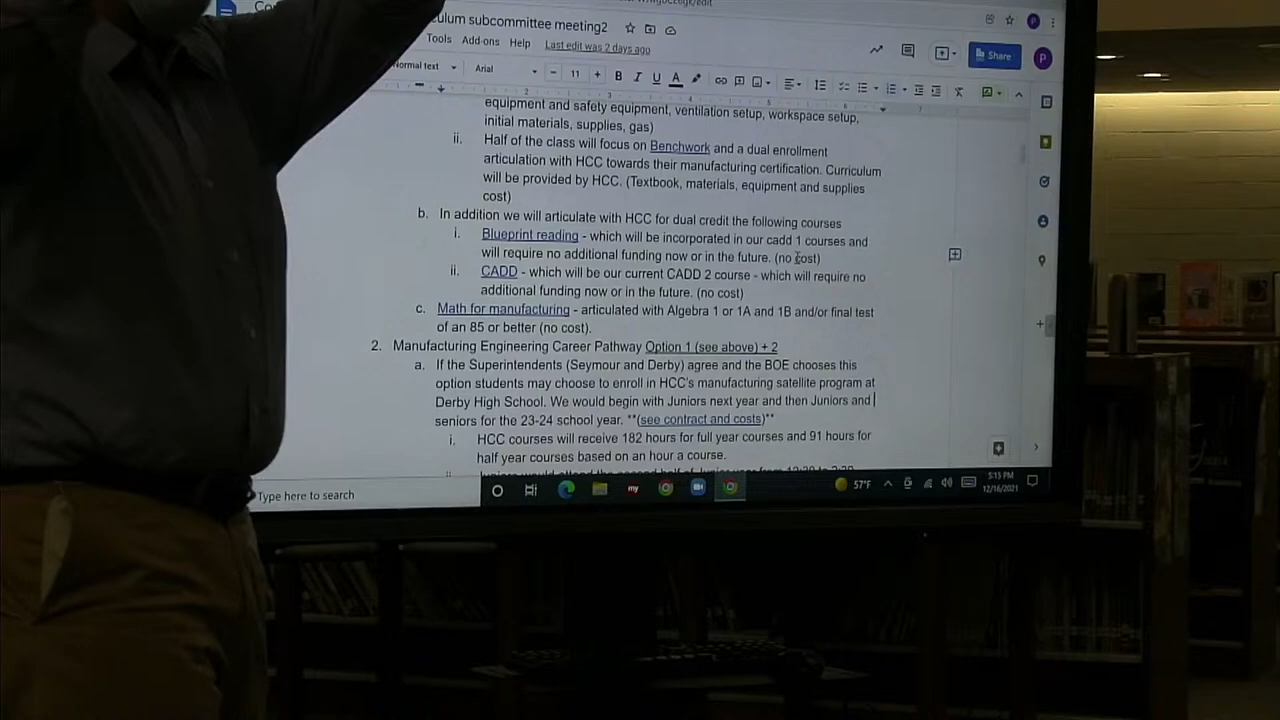 ulum subcommittee meeting2
Tools Add-ons Help Last edit was 2 days ago
Share
Normal text Arial 11 B I U A
equipment and safety equipment, ventilation setup, workspace setup,
initial materials, supplies, gas)
ii. Half of the class will focus on Benchwork and a dual enrollment
articulation with HCC towards their manufacturing certification. Curriculum
will be provided by HCC. (Textbook, materials, equipment and supplies
cost)
b. In addition we will articulate with HCC for dual credit the following courses
i. Blueprint reading - which will be incorporated in our cadd 1 courses and
will require no additional funding now or in the future. (no cost)
ii. CADD - which will be our current CADD 2 course - which will require no
additional funding now or in the future. (no cost)
c. Math for manufacturing - articulated with Algebra 1 or 1A and 1B and/or final test
of an 85 or better (no cost).
2. Manufacturing Engineering Career Pathway Option 1 (see above) + 2
a. If the Superintendents (Seymour and Derby) agree and the BOE chooses this
option students may choose to enroll in HCC's manufacturing satellite program at
Derby High School. We would begin with Juniors next year and then Juniors and
seniors for the 23-24 school year. **(see contract and costs)**
i. HCC courses will receive 182 hours for full year courses and 91 hours for
half year courses based on an hour a course.
Type here to search
my
57°F
5:15 PM
12/16/2021